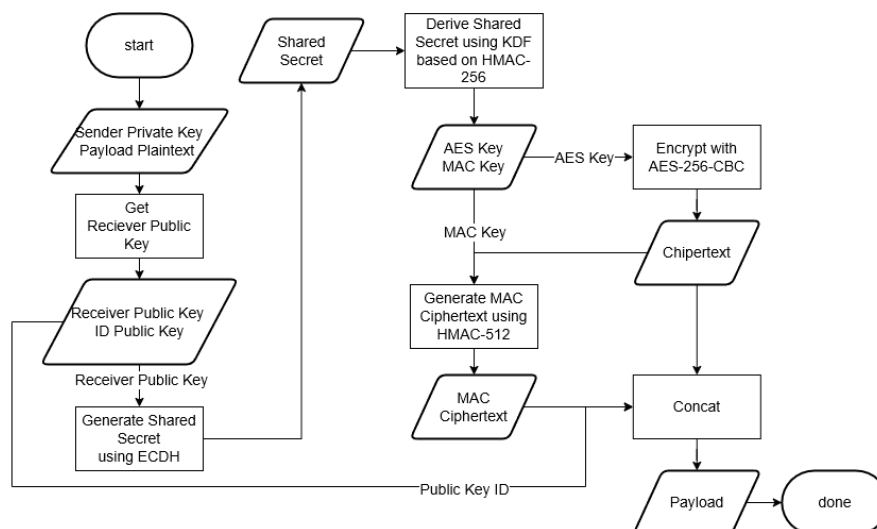 start
Sender Private Key
Payload Plaintext
Get
Reciever Public
Key
Receiver Public Key
ID Public Key
Receiver Public Key
Generate Shared
Secret
using ECDH
Shared
Secret
Derive Shared
Secret using KDF
based on HMAC-
256
AES Key
MAC Key
AES Key
Encrypt with
AES-256-CBC
MAC Key
Chipertext
Generate MAC
Ciphertext using
HMAC-512
MAC
Ciphertext
Concat
Public Key ID
Payload
done